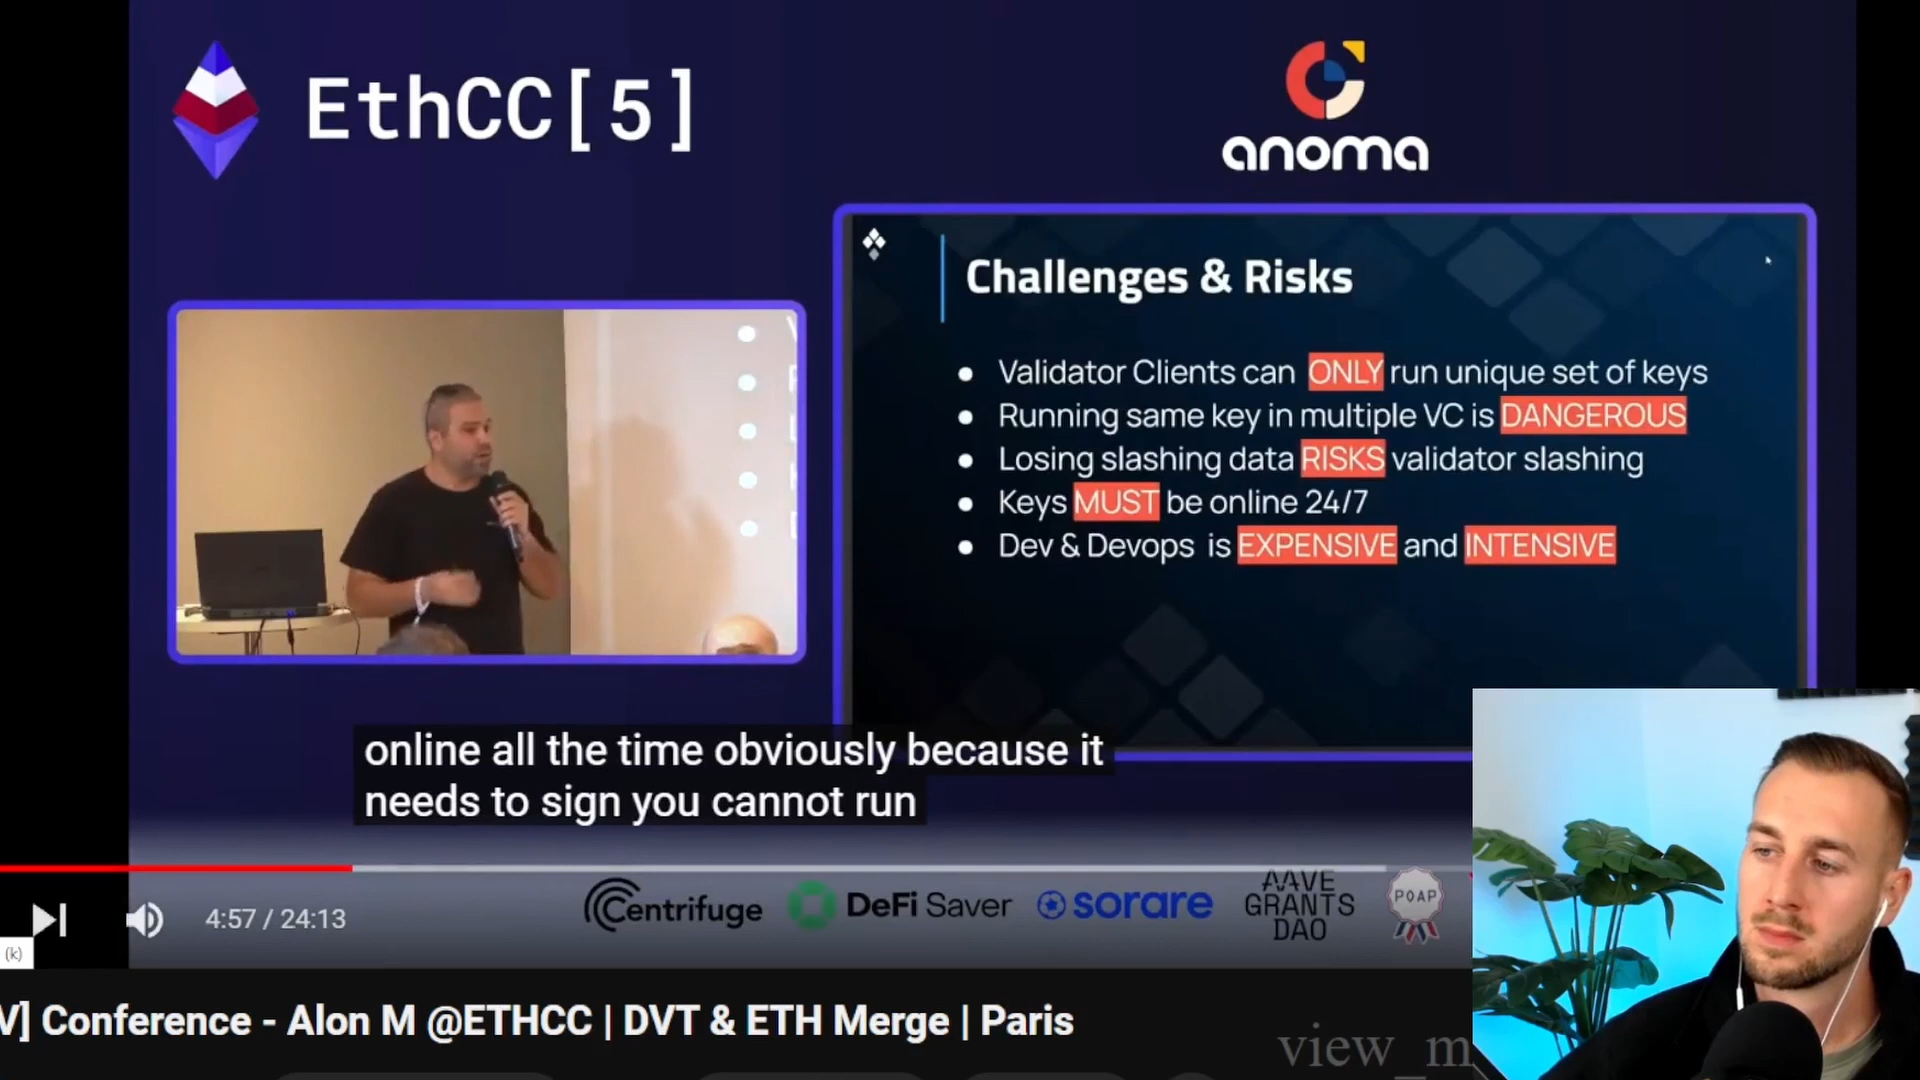 EthCC[5]
anoma
Challenges & Risks
Validator Clients can ONLY run unique set of keys
Running same key in multiple VC is DANGEROUS
Losing slashing data RISKS validator slashing
Keys MUST be online 24/7
Dev & Devops is EXPENSIVE and INTENSIVE
online all the time obviously because it
needs to sign you cannot run
4:57 / 24:13
Centrifuge
DeFi Saver
sorare
AAVE
GRANTS
DAO
POAP
(k)
V] Conference - Alon M @ETHCC | DVT & ETH Merge | Paris
view_m